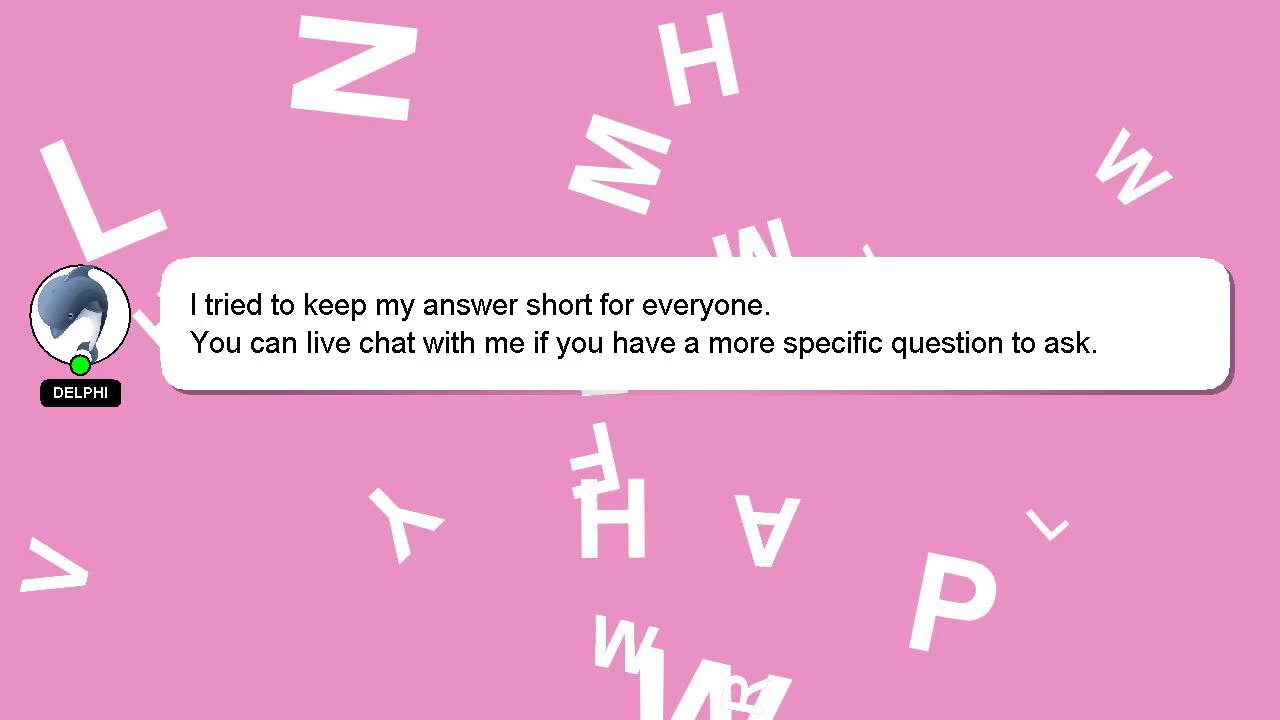 Z
H
M
L
W
W
I tried to keep my answer short for everyone.
You can live chat with me if you have a more specific question to ask.
DELPHI
F
H
A
Y
L
V
P
W
W
R